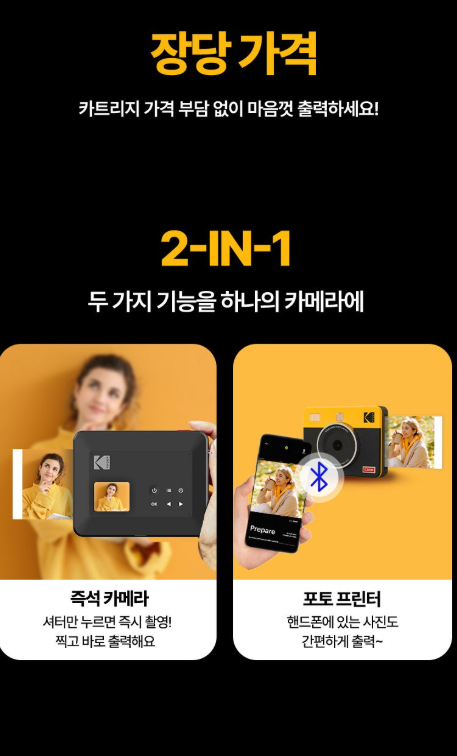 장당 가격
카트리지 가격 부담 없이 마음껏 출력하세요!
2-IN-1
두 가지 기능을 하나의 카메라에
Kodak
OK
Kodak
Prepare
즉석 카메라
셔터만 누르면 즉시 촬영!
찍고 바로 출력해요
포토 프린터
핸드폰에 있는 사진도
간편하게 출력~